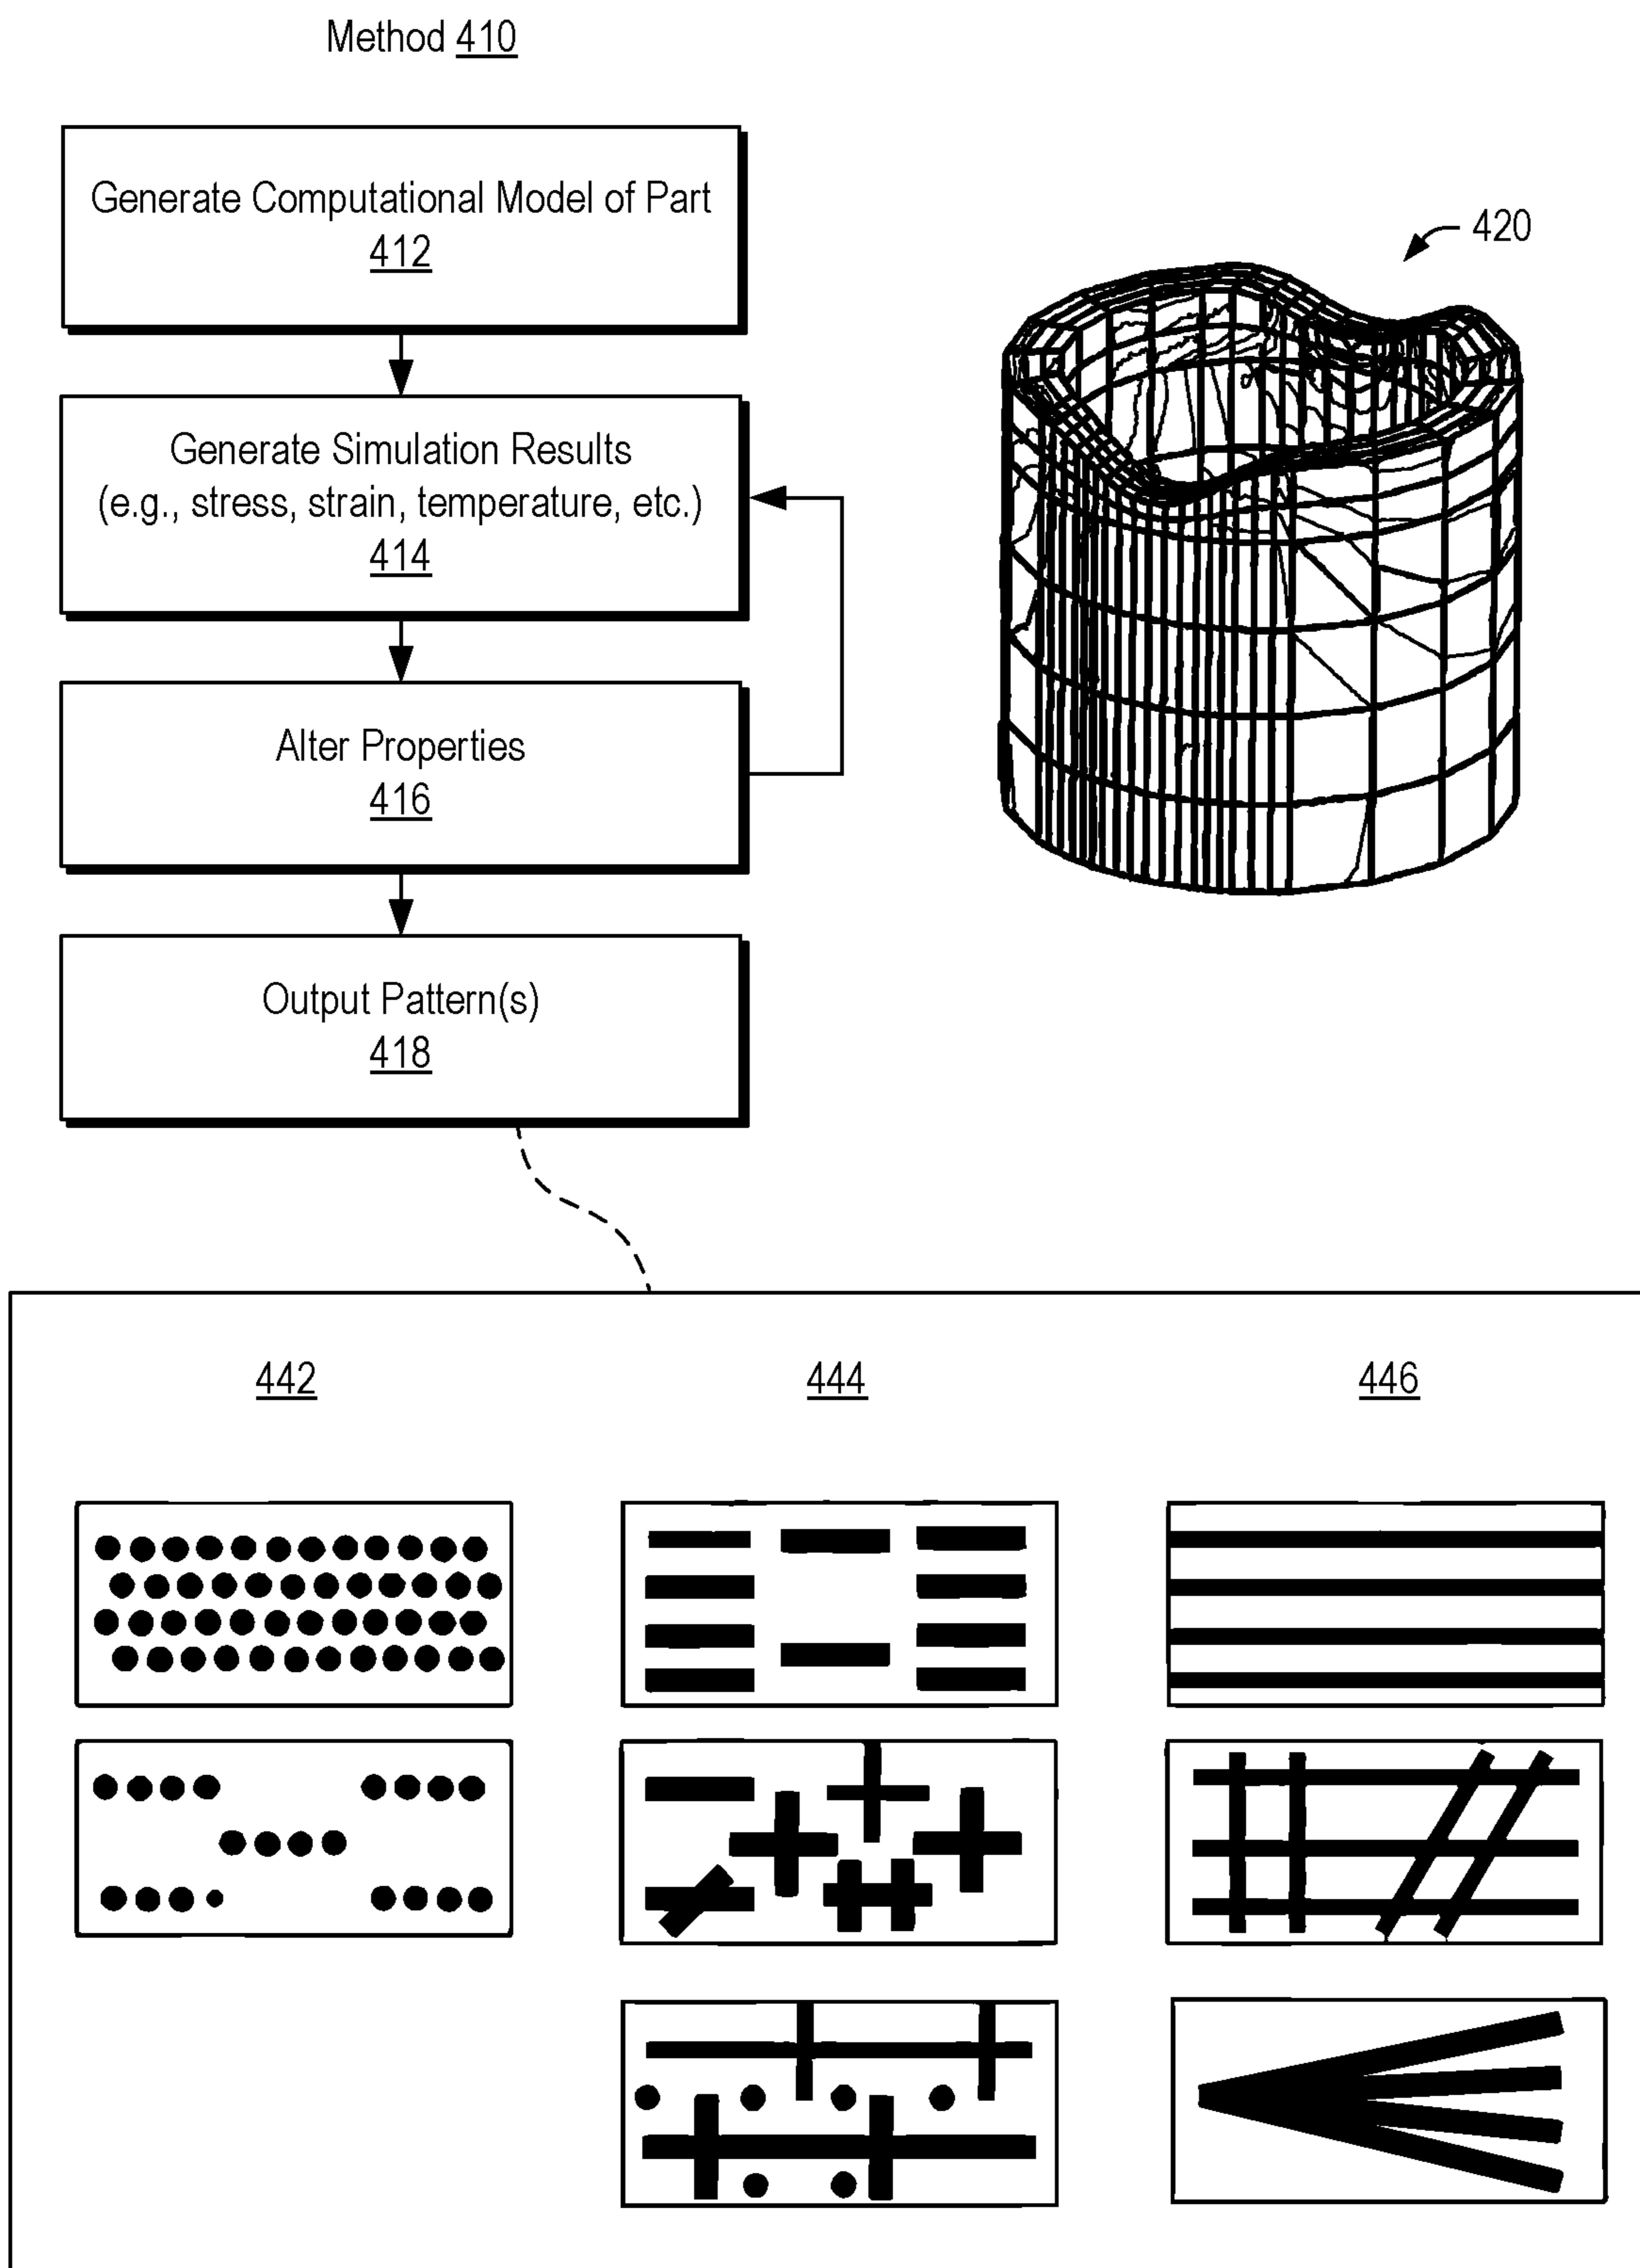 Method 410
Generate Computational Model of Part
412
Generate Simulation Results
(e.g., stress, strain, temperature, etc.)
414
Alter Properties
416
Output Pattern(s)
418
420
442
444
446